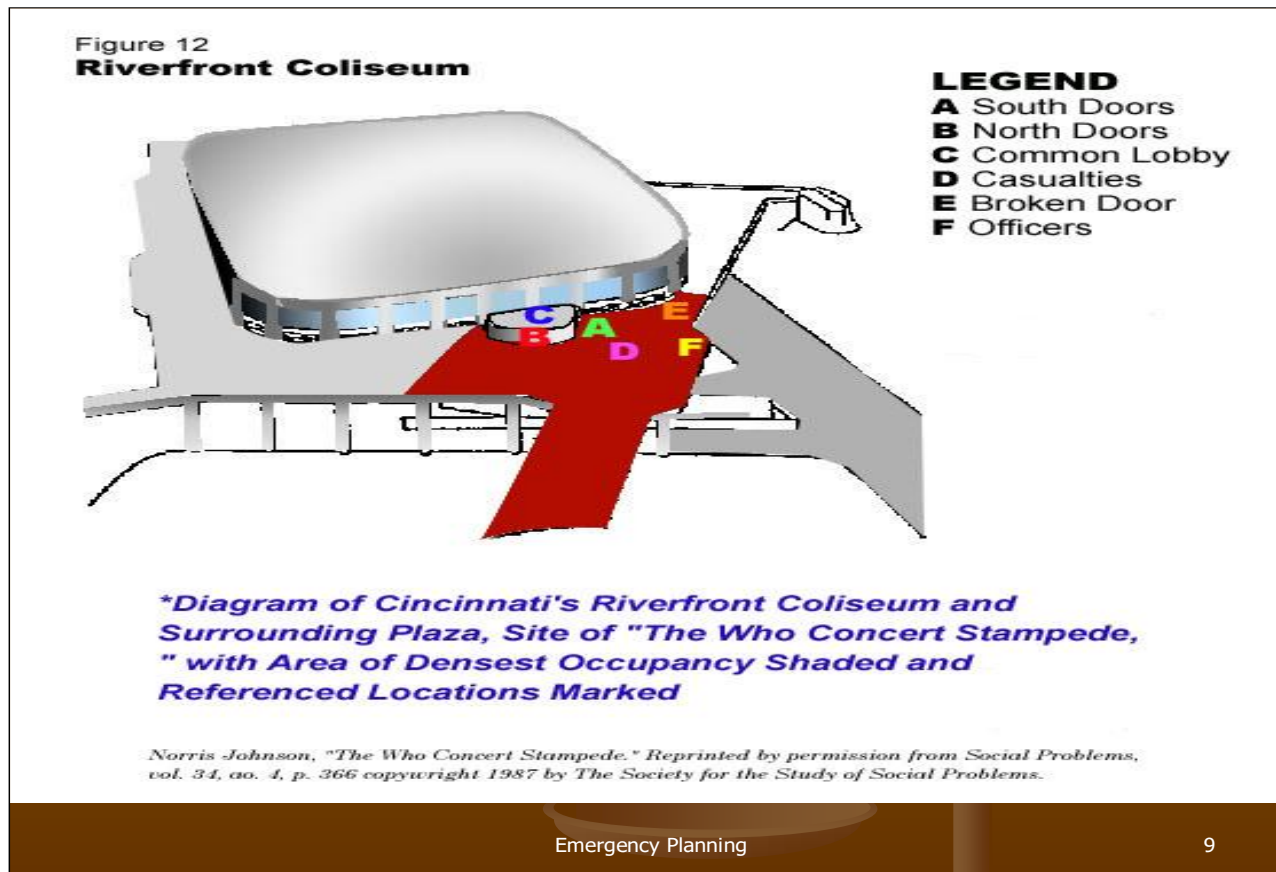 Figure 12
Riverfront Coliseum
LEGEND
A South Doors
B North Doors
C Common Lobby
D Casualties
E Broken Door
F Officers
C
E
A
B
D
F
*Diagram of Cincinnati's Riverfront Coliseum and
Surrounding Plaza, Site of "The Who Concert Stampede,
" with Area of Densest Occupancy Shaded and
Referenced Locations Marked
Norris Johnson, "The Who Concert Stampede." Reprinted by permission from Social Problems,
vol. 34, ao. 4, p. 366 copywright 1987 by The Society for the Study of Social Problems.
Emergency Planning
9